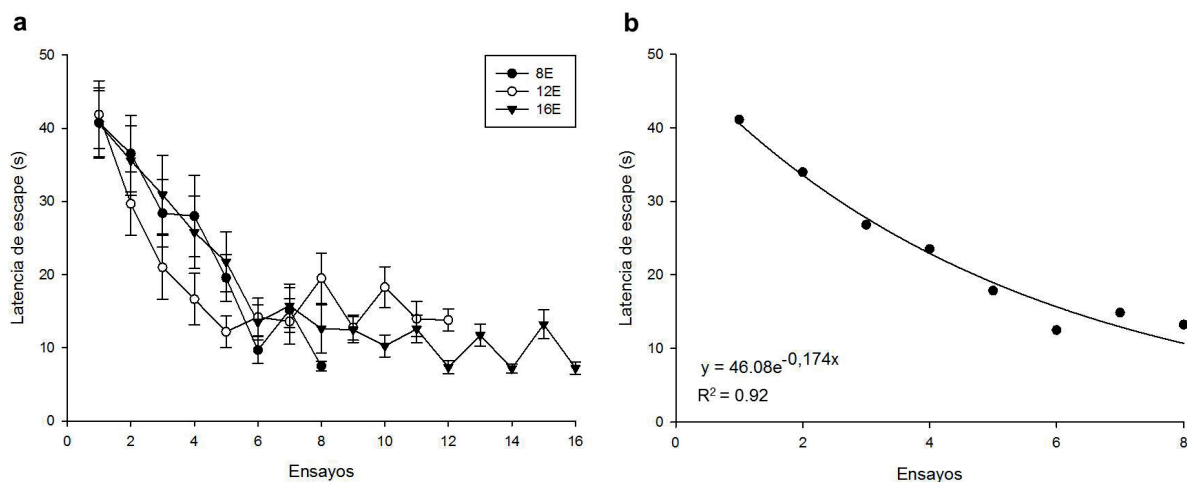 a
50
40
30
20
10
0
Latencia de escape (s)
8E
12E
16E
0 2 4 6 8 10 12 14 16
Ensayos
b
50
40
30
20
10
0
Latencia de escape (s)
y = 46.08e^-0,174x
R² = 0.92
0 2 4 6 8
Ensayos